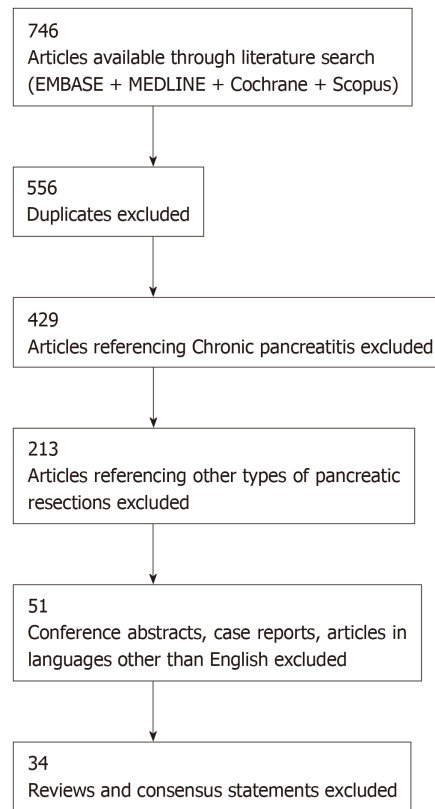 746
Articles available through literature search
(EMBASE + MEDLINE + Cochrane + Scopus)
556
Duplicates excluded
429
Articles referencing Chronic pancreatitis excluded
213
Articles referencing other types of pancreatic
resections excluded
51
Conference abstracts, case reports, articles in
languages other than English excluded
34
Reviews and consensus statements excluded